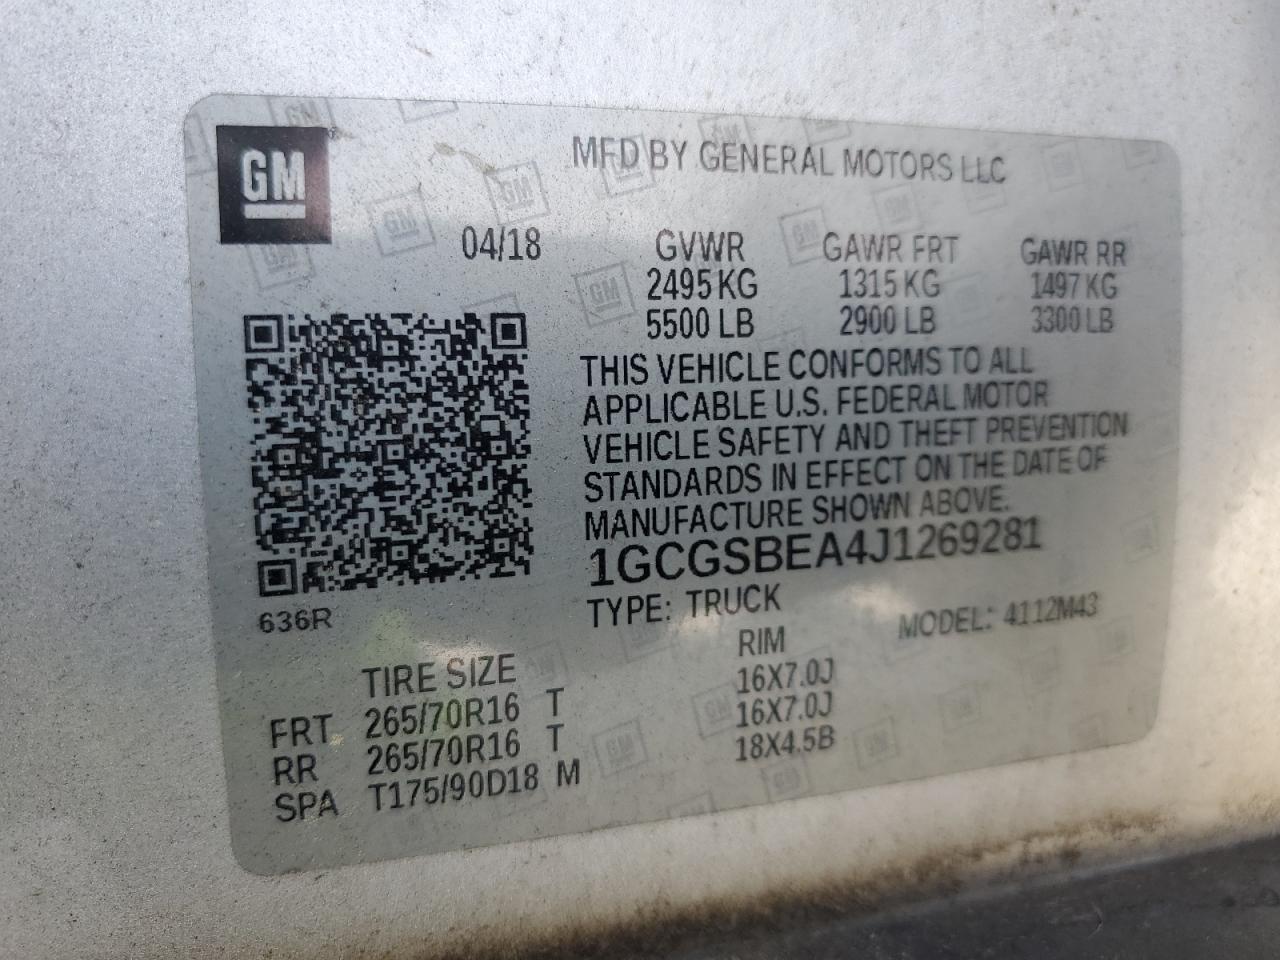 GM
MFD BY GENERAL MOTORS LLC
04/18
GVWR GAWR FRT GAWR RR
2495 KG 1315 KG 1497 KG
5500 LB 2900 LB 3300 LB
THIS VEHICLE CONFORMS TO ALL
APPLICABLE U.S. FEDERAL MOTOR
VEHICLE SAFETY AND THEFT PREVENTION
STANDARDS IN EFFECT ON THE DATE OF
MANUFACTURE SHOWN ABOVE.
1GCGSBEA4J1269281
TYPE: TRUCK MODEL: 4112M43
636R
TIRE SIZE RIM
FRT 265/70R16 T 16X7.0J
RR 265/70R16 T 16X7.0J
SPA T175/90D18 M 18X4.5B